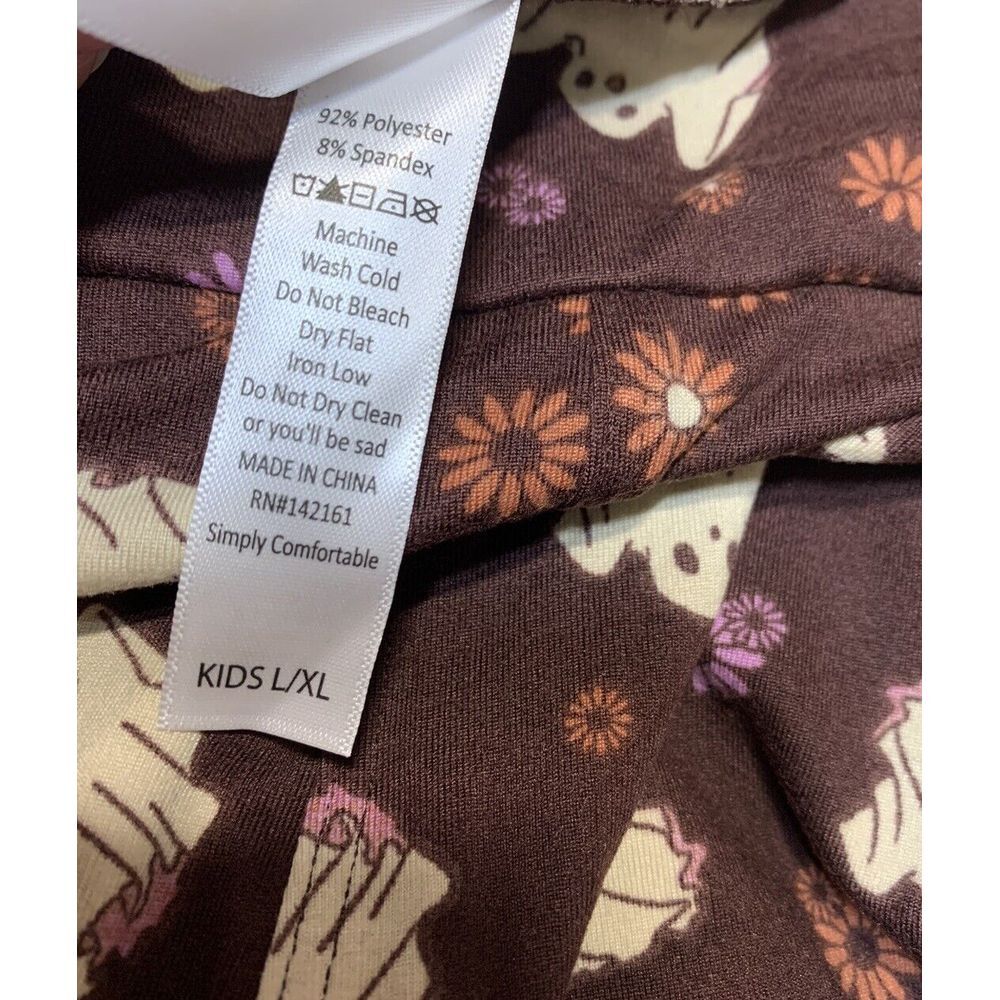 92% Polyester
8% Spandex
Machine
Wash Cold
Do Not Bleach
Dry Flat
Iron Low
Do Not Dry Clean
or you'll be sad
MADE IN CHINA
RN#142161
Simply Comfortable
KIDS L/XL